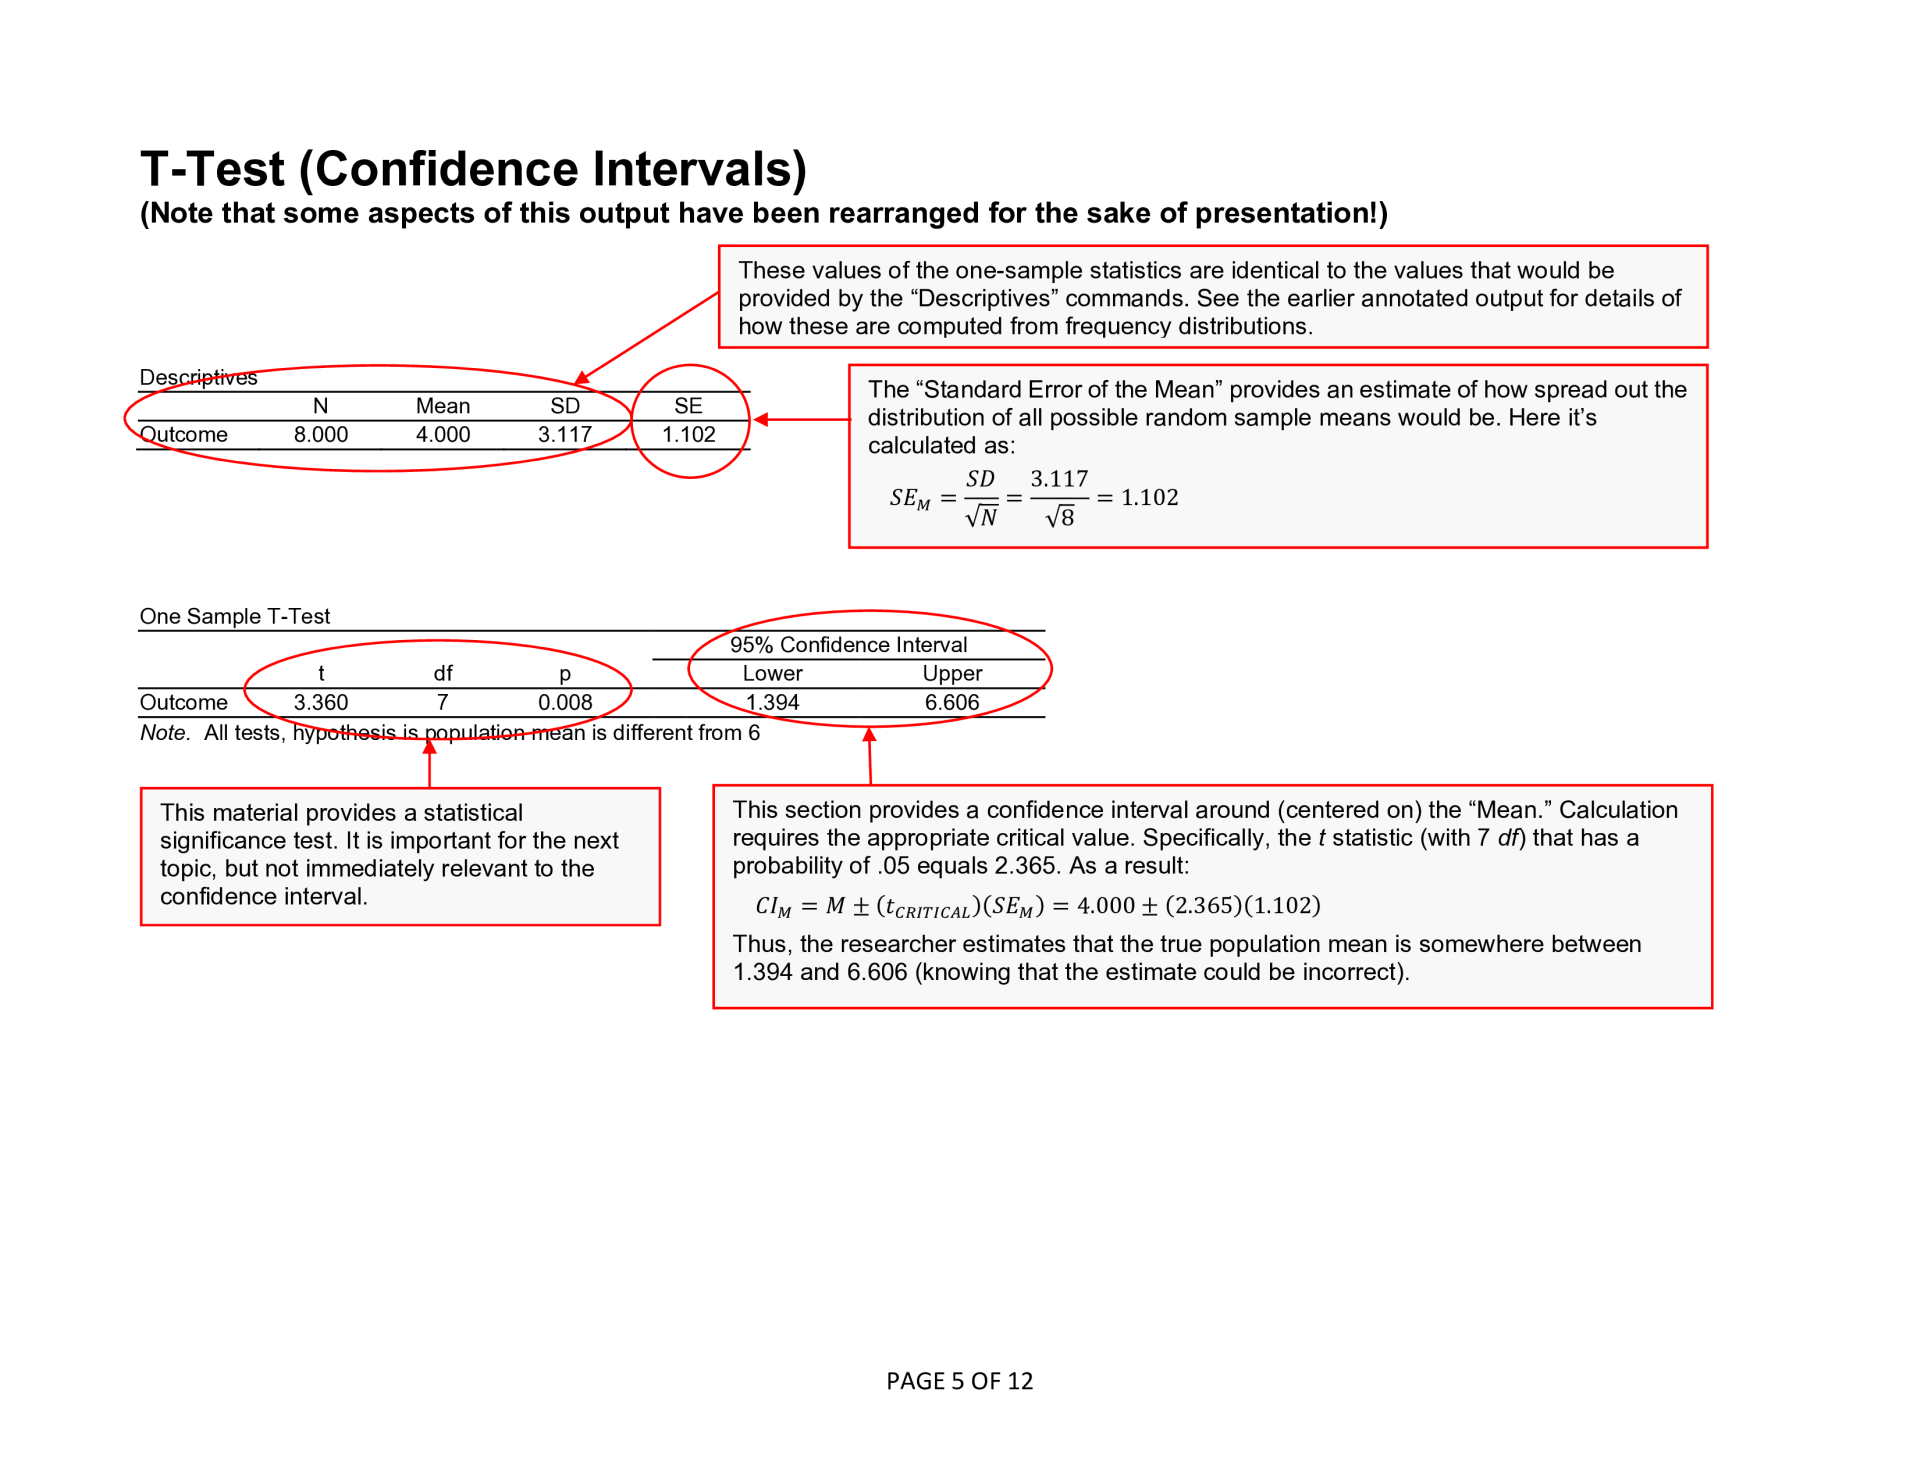 T-Test (Confidence Intervals)
(Note that some aspects of this output have been rearranged for the sake of presentation!)
These values of the one-sample statistics are identical to the values that would be
provided by the “Descriptives” commands. See the earlier annotated output for details of
how these are computed from frequency distributions.
Descriptives
N Mean SD SE
Outcome 8.000 4.000 3.117 1.102
The “Standard Error of the Mean” provides an estimate of how spread out the
distribution of all possible random sample means would be. Here it’s
calculated as:
SE_M = SD/√N = 3.117/√8 = 1.102
One Sample T-Test
95% Confidence Interval
t df p Lower Upper
Outcome 3.360 7 0.008 1.394 6.606
Note. All tests, hypothesis is population mean is different from 6
This material provides a statistical
significance test. It is important for the next
topic, but not immediately relevant to the
confidence interval.
This section provides a confidence interval around (centered on) the “Mean.” Calculation
requires the appropriate critical value. Specifically, the t statistic (with 7 df) that has a
probability of .05 equals 2.365. As a result:
CI_M = M ± (t_CRITICAL)(SE_M) = 4.000 ± (2.365)(1.102)
Thus, the researcher estimates that the true population mean is somewhere between
1.394 and 6.606 (knowing that the estimate could be incorrect).
PAGE 5 OF 12